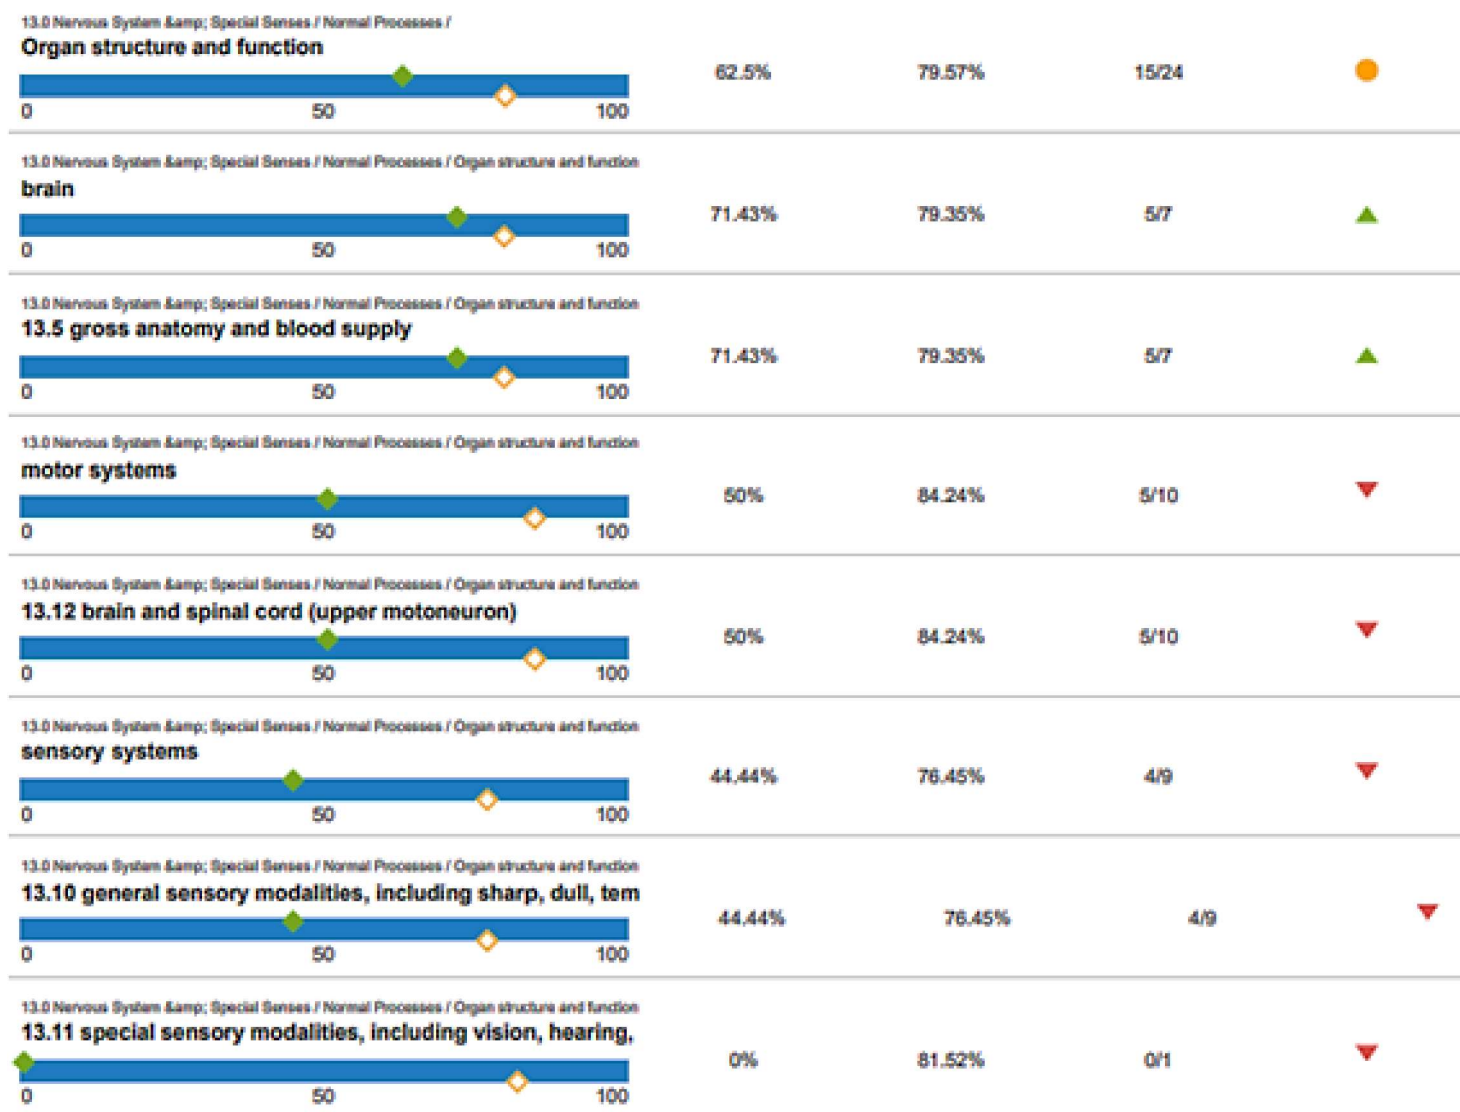 13.0 Nervous System &amp; Special Senses / Normal Processes /
Organ structure and function
62.5% 79.57% 15/24
0 50 100
13.0 Nervous System &amp; Special Senses / Normal Processes / Organ structure and function
brain
71.43% 79.35% 5/7
0 50 100
13.0 Nervous System &amp; Special Senses / Normal Processes / Organ structure and function
13.5 gross anatomy and blood supply
71.43% 79.35% 5/7
0 50 100
13.0 Nervous System &amp; Special Senses / Normal Processes / Organ structure and function
motor systems
50% 84.24% 5/10
0 50 100
13.0 Nervous System &amp; Special Senses / Normal Processes / Organ structure and function
13.12 brain and spinal cord (upper motoneuron)
50% 84.24% 5/10
0 50 100
13.0 Nervous System &amp; Special Senses / Normal Processes / Organ structure and function
sensory systems
44.44% 76.45% 4/9
0 50 100
13.0 Nervous System &amp; Special Senses / Normal Processes / Organ structure and function
13.10 general sensory modalities, including sharp, dull, tem
44.44% 76.45% 4/9
0 50 100
13.0 Nervous System &amp; Special Senses / Normal Processes / Organ structure and function
13.11 special sensory modalities, including vision, hearing,
0% 81.52% 0/1
0 50 100